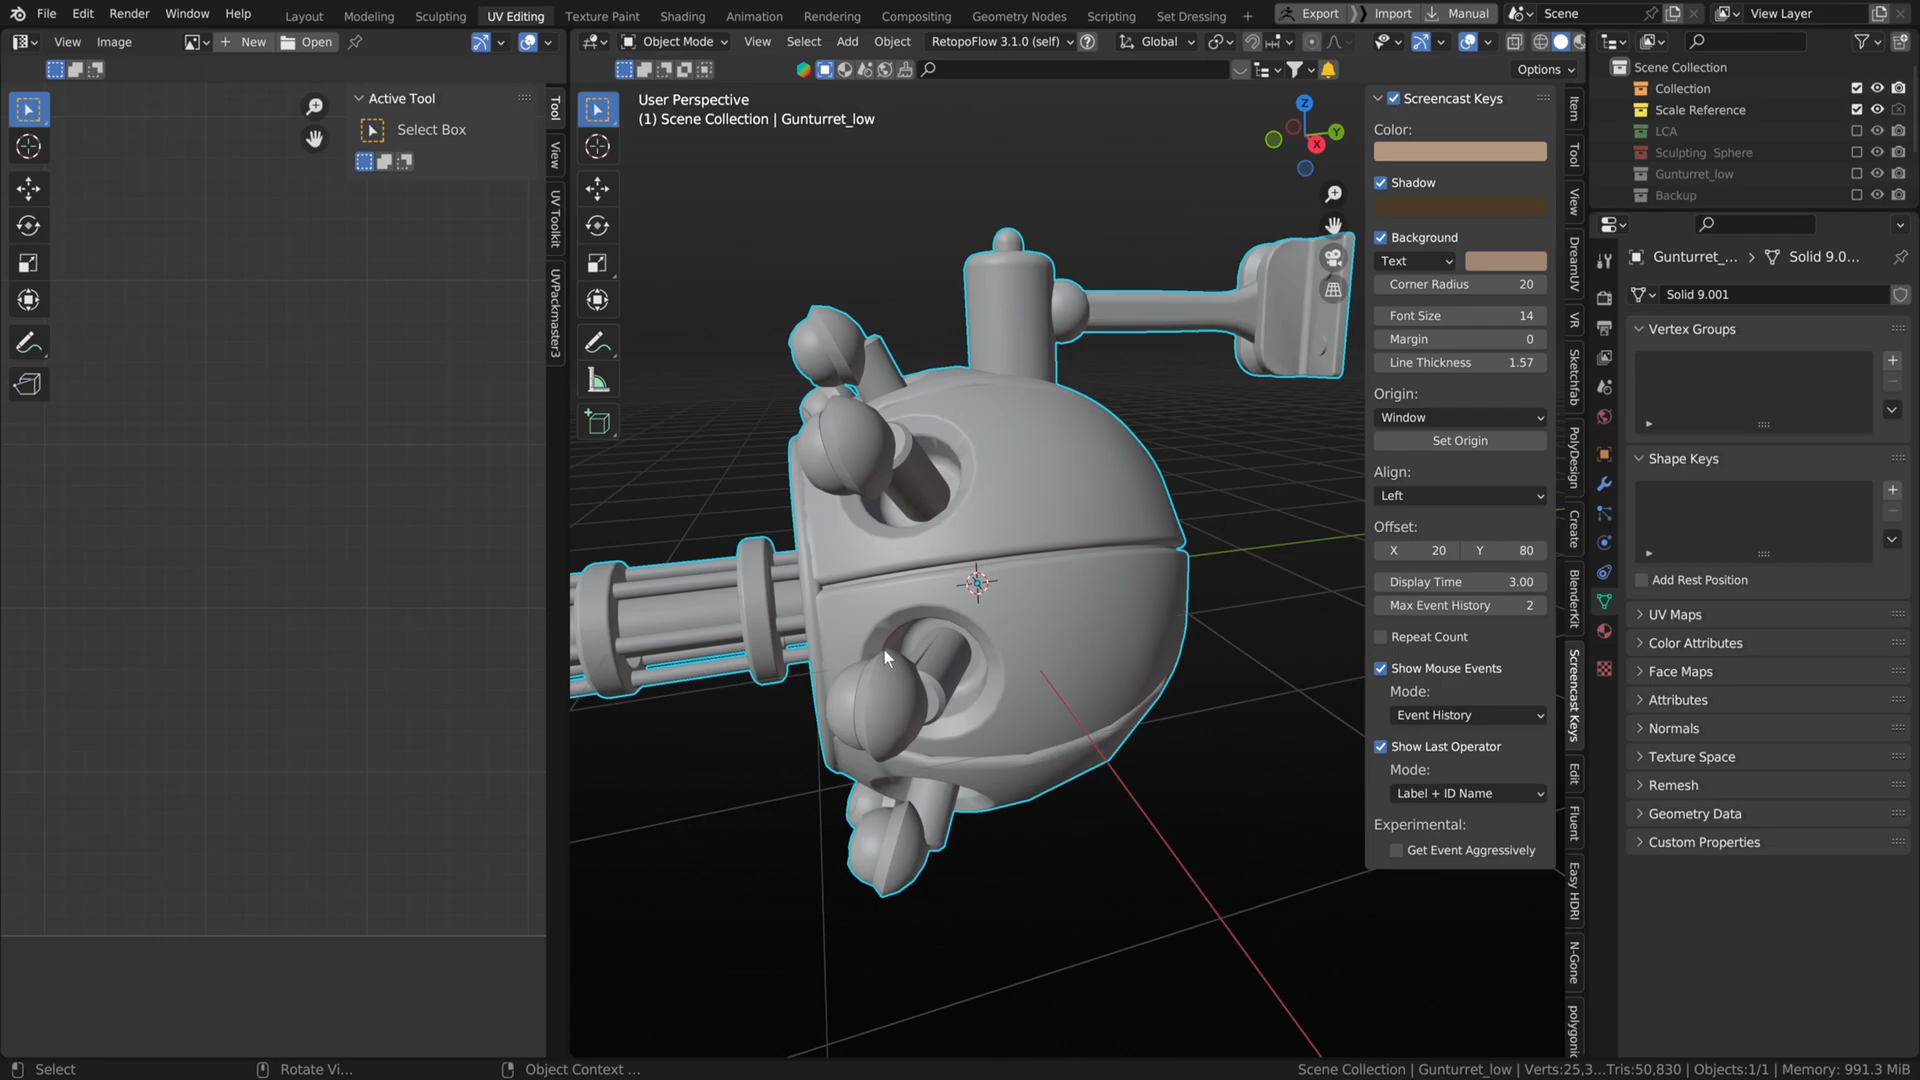 File Edit Render Window Help Layout Modeling Sculpting UV Editing Texture Paint Shading Animation Rendering Compositing Geometry Nodes Scripting Set Dressing + Export Import Manual Scene View Layer
View Image + New Open
Object Mode View Select Add Object RetopoFlow 3.1.0 (self) Global
Options
Active Tool
Select Box
Tool
View
UV Toolkit
UVPackmaster3
User Perspective
(1) Scene Collection | Gunturret_low
Z
Y
X
Screencast Keys
Color:
Shadow
Background
Text
Corner Radius 20
Font Size 14
Margin 0
Line Thickness 1.57
Origin:
Window
Set Origin
Align:
Left
Offset:
X 20 Y 80
Display Time 3.00
Max Event History 2
Repeat Count
Show Mouse Events
Mode:
Event History
Show Last Operator
Mode:
Label + ID Name
Experimental:
Get Event Aggressively
Item
Tool
View
DreamUV
VR
Sketchfab
PolyDesign
Create
BlenderKit
Screencast Keys
Edit
Fluent
Easy HDRI
N-Gone
Scene Collection
Collection
Scale Reference
LCA
Sculpting Sphere
Gunturret_low
Backup
Gunturret_... > Solid 9.0...
Solid 9.001
Vertex Groups
Shape Keys
Add Rest Position
UV Maps
Color Attributes
Face Maps
Attributes
Normals
Texture Space
Remesh
Geometry Data
Custom Properties
Select Rotate Vi... Object Context ... Scene Collection | Gunturret_low | Verts:25,3...Tris:50,830 | Objects:1/1 | Memory: 991.3 MiB